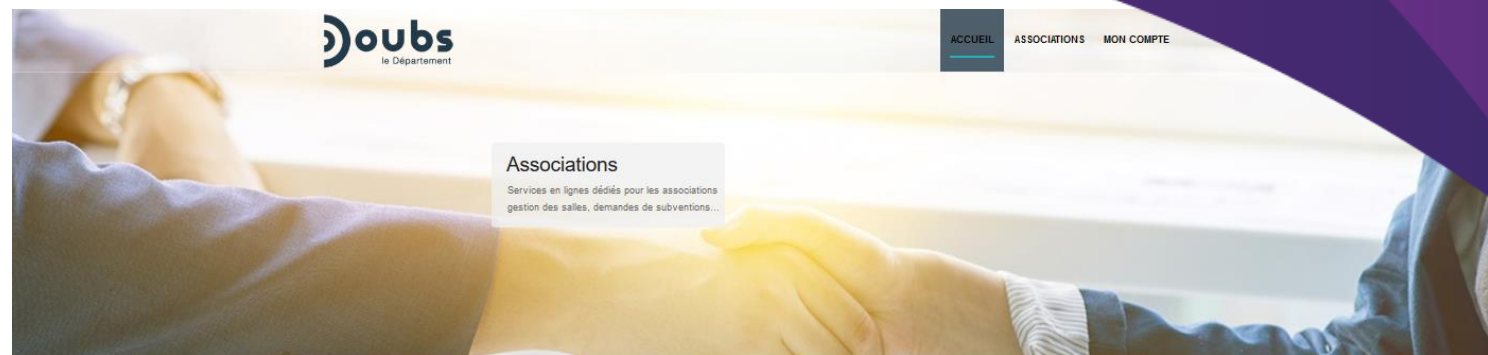 Doubs
le Département
ACCUEIL ASSOCIATIONS MON COMPTE
Associations
Services en lignes dédiés pour les associations
gestion des salles, demandes de subventions...